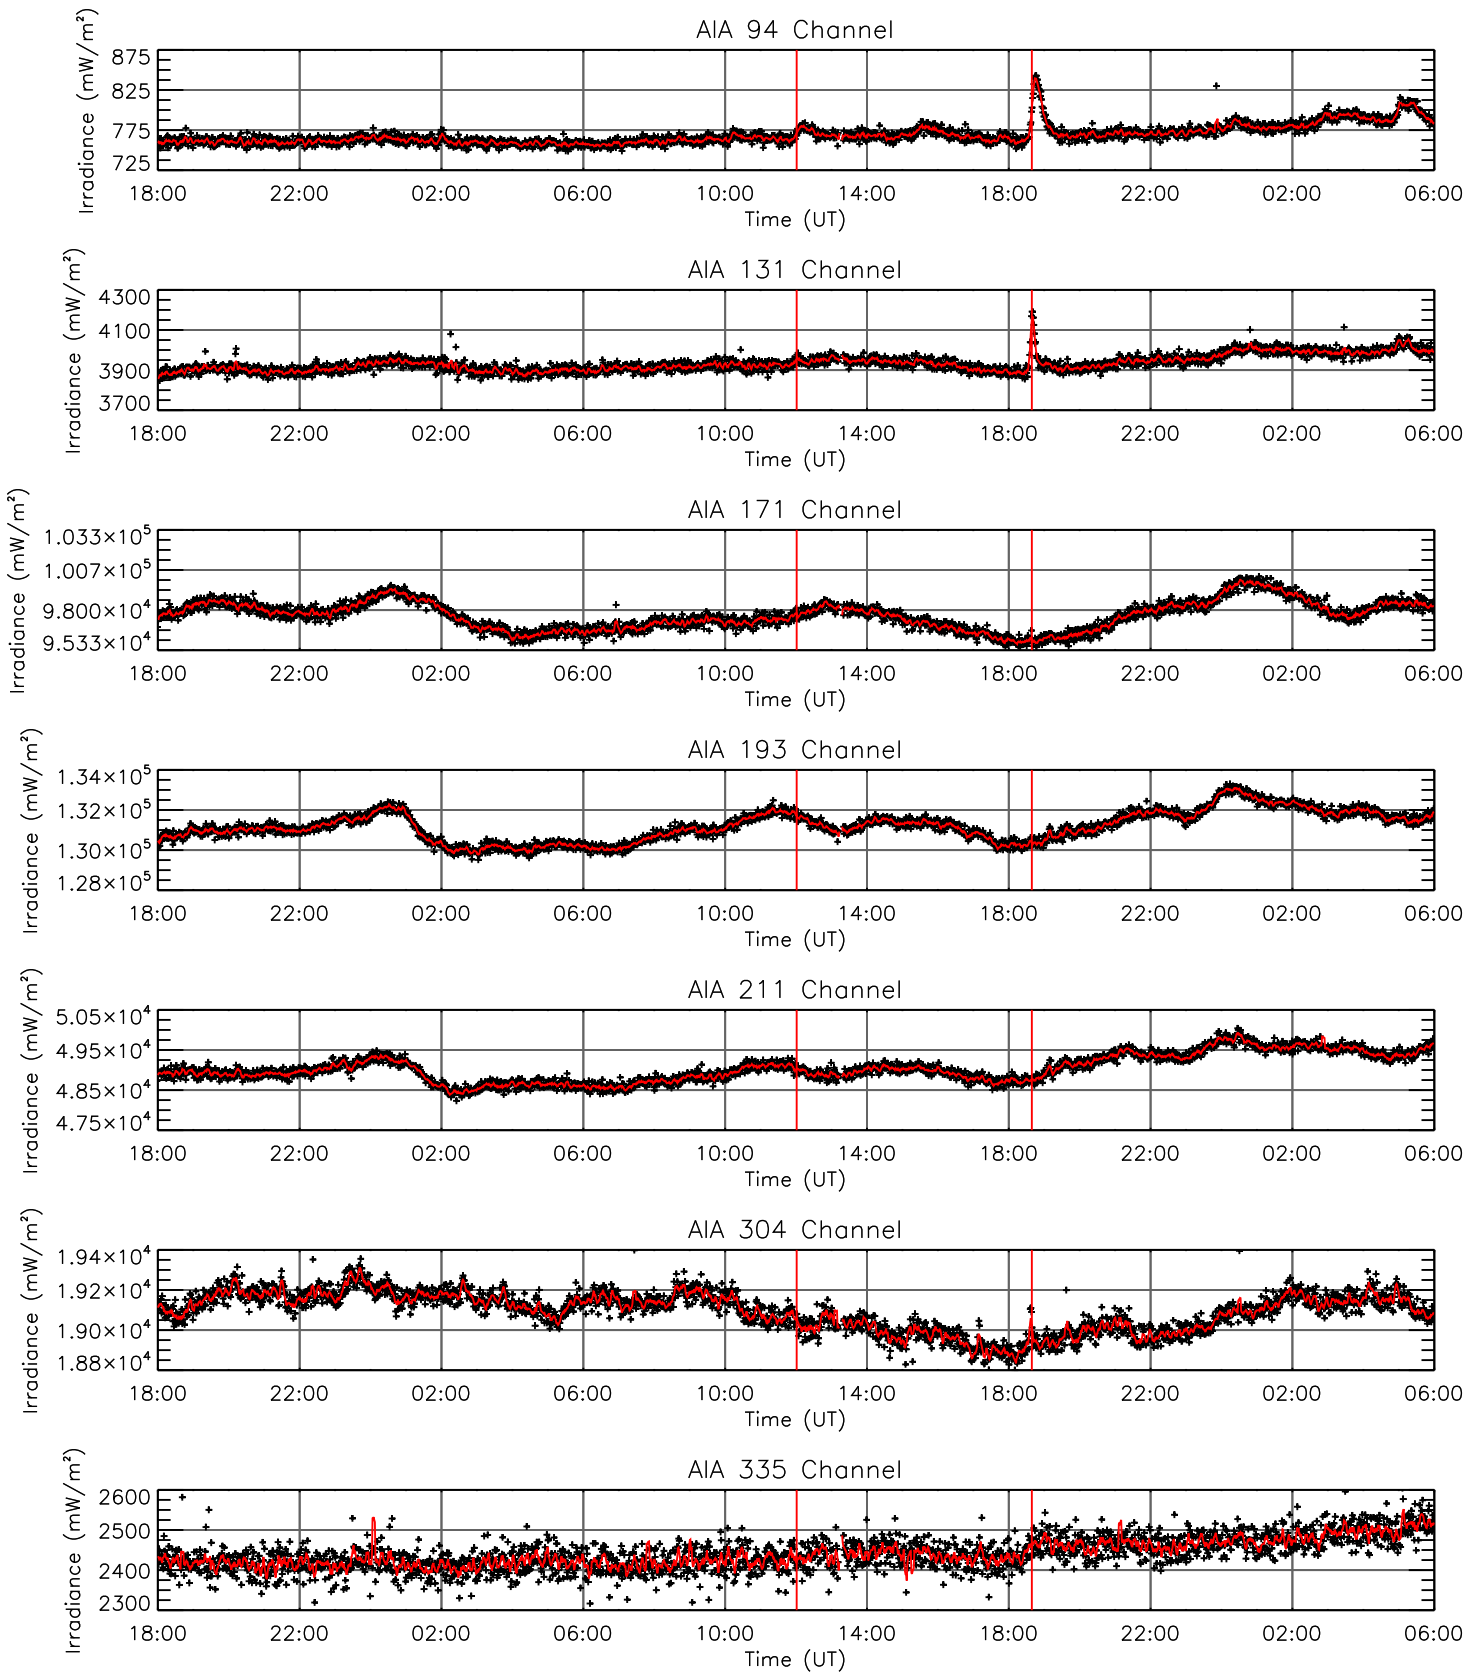 AIA 94 Channel
Irradiance (mW/m²)
875
825
775
725
18:00 22:00 02:00 06:00 10:00 14:00 18:00 22:00 02:00 06:00
Time (UT)
AIA 131 Channel
Irradiance (mW/m²)
4300
4100
3900
3700
18:00 22:00 02:00 06:00 10:00 14:00 18:00 22:00 02:00 06:00
Time (UT)
AIA 171 Channel
Irradiance (mW/m²)
1.033×10⁵
1.007×10⁵
9.800×10⁴
9.533×10⁴
18:00 22:00 02:00 06:00 10:00 14:00 18:00 22:00 02:00 06:00
Time (UT)
AIA 193 Channel
Irradiance (mW/m²)
1.34×10⁵
1.32×10⁵
1.30×10⁵
1.28×10⁵
18:00 22:00 02:00 06:00 10:00 14:00 18:00 22:00 02:00 06:00
Time (UT)
AIA 211 Channel
Irradiance (mW/m²)
5.05×10⁴
4.95×10⁴
4.85×10⁴
4.75×10⁴
18:00 22:00 02:00 06:00 10:00 14:00 18:00 22:00 02:00 06:00
Time (UT)
AIA 304 Channel
Irradiance (mW/m²)
1.94×10⁴
1.92×10⁴
1.90×10⁴
1.88×10⁴
18:00 22:00 02:00 06:00 10:00 14:00 18:00 22:00 02:00 06:00
Time (UT)
AIA 335 Channel
Irradiance (mW/m²)
2600
2500
2400
2300
18:00 22:00 02:00 06:00 10:00 14:00 18:00 22:00 02:00 06:00
Time (UT)